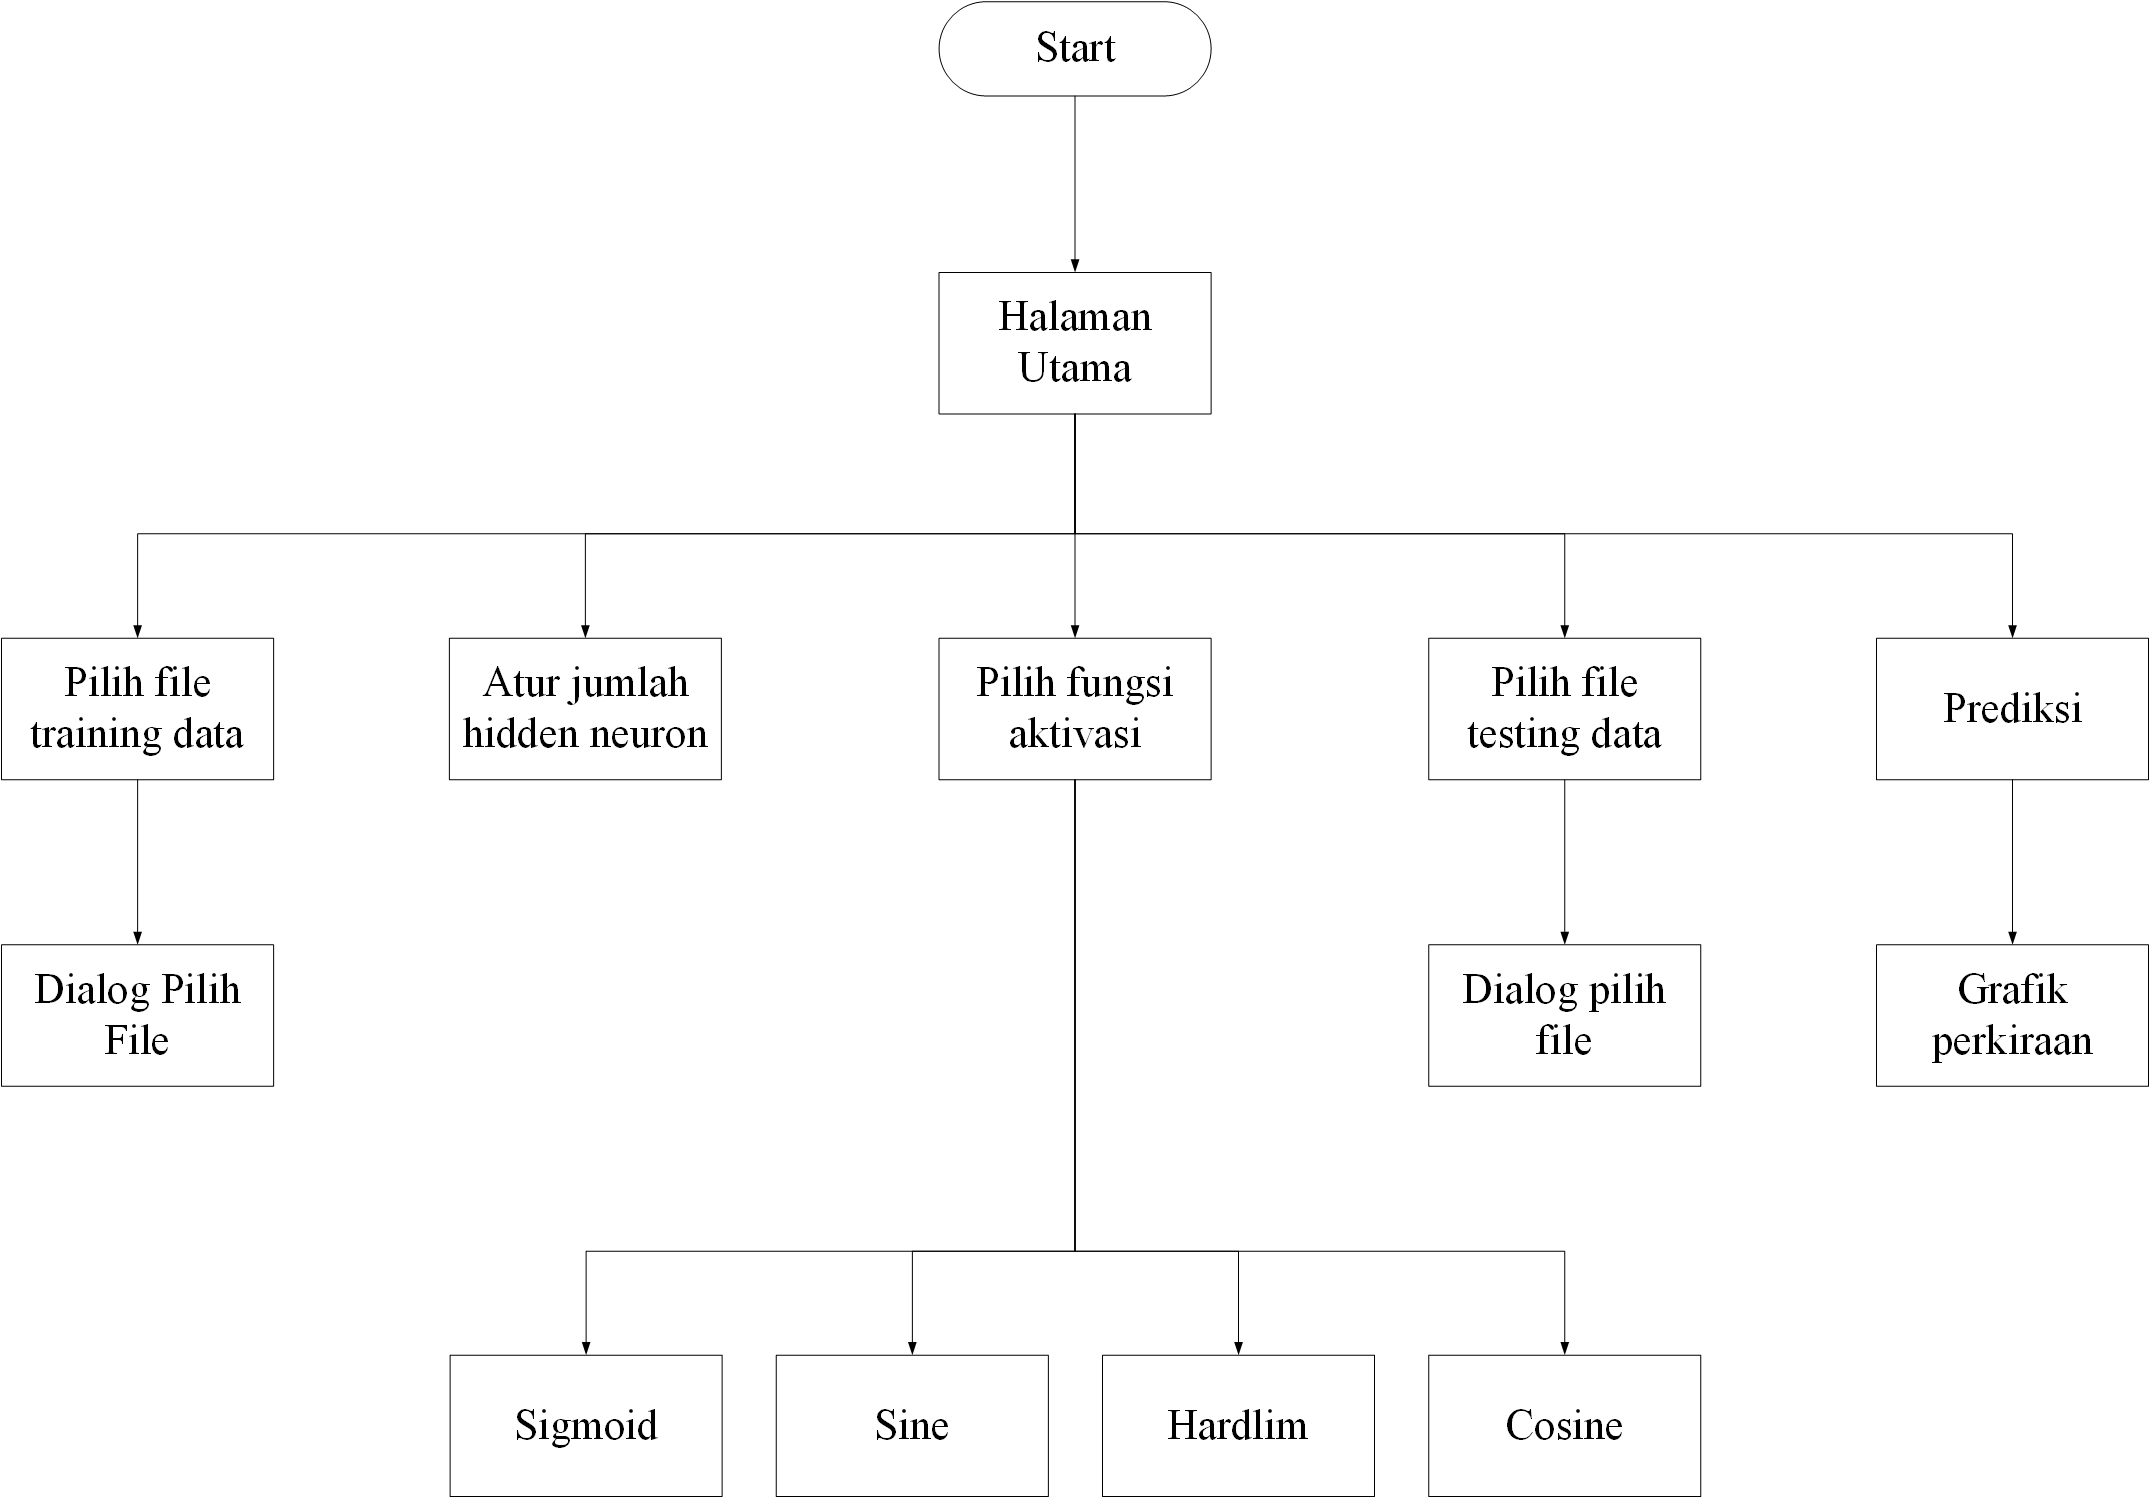 Start
Halaman
Utama
Pilih file
training data
Atur jumlah
hidden neuron
Pilih fungsi
aktivasi
Pilih file
testing data
Prediksi
Dialog Pilih
File
Dialog pilih
file
Grafik
perkiraan
Sigmoid
Sine
Hardlim
Cosine